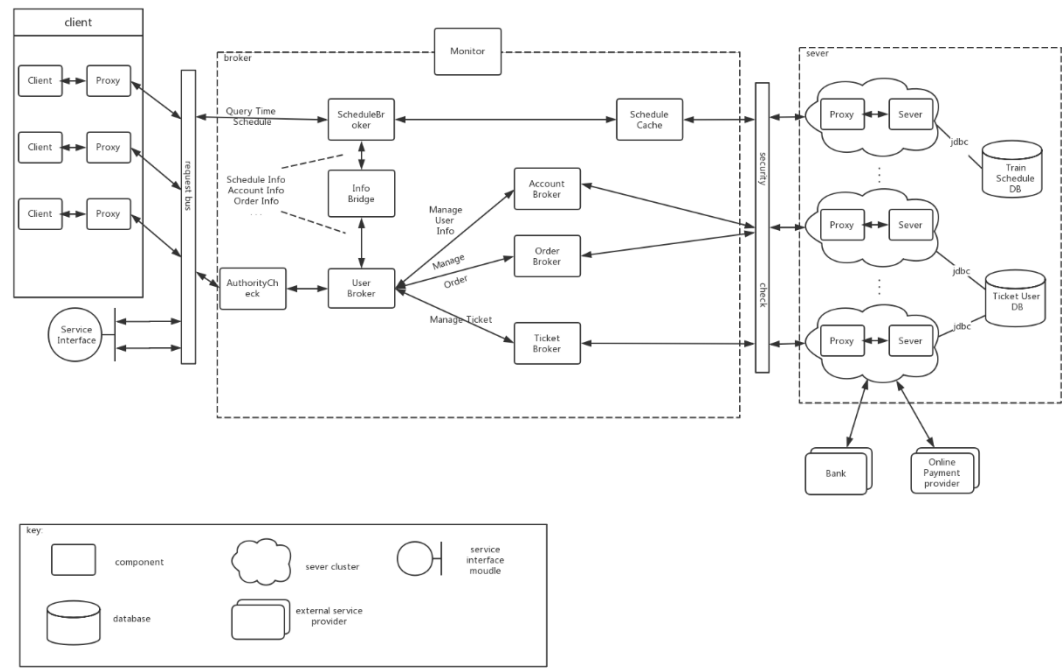 client
Client
Proxy
Client
Proxy
Client
Proxy
Service
Interface
request bus
broker
Monitor
Query Time
Schedule
ScheduleBr
oker
Schedule
Cache
Schedule Info
Account Info
Order Info
...
Info
Bridge
AuthorityChe
ck
User
Broker
Manage
User
Info
Manage
Order
Manage Ticket
Account
Broker
Order
Broker
Ticket
Broker
security
check
sever
Proxy
Sever
jdbc
Train
Schedule
DB
...
Proxy
Sever
jdbc
Ticket User
DB
...
jdbc
Proxy
Sever
Bank
Online
Payment
provider
key:
component
sever cluster
service
interface
moudle
database
external service
provider